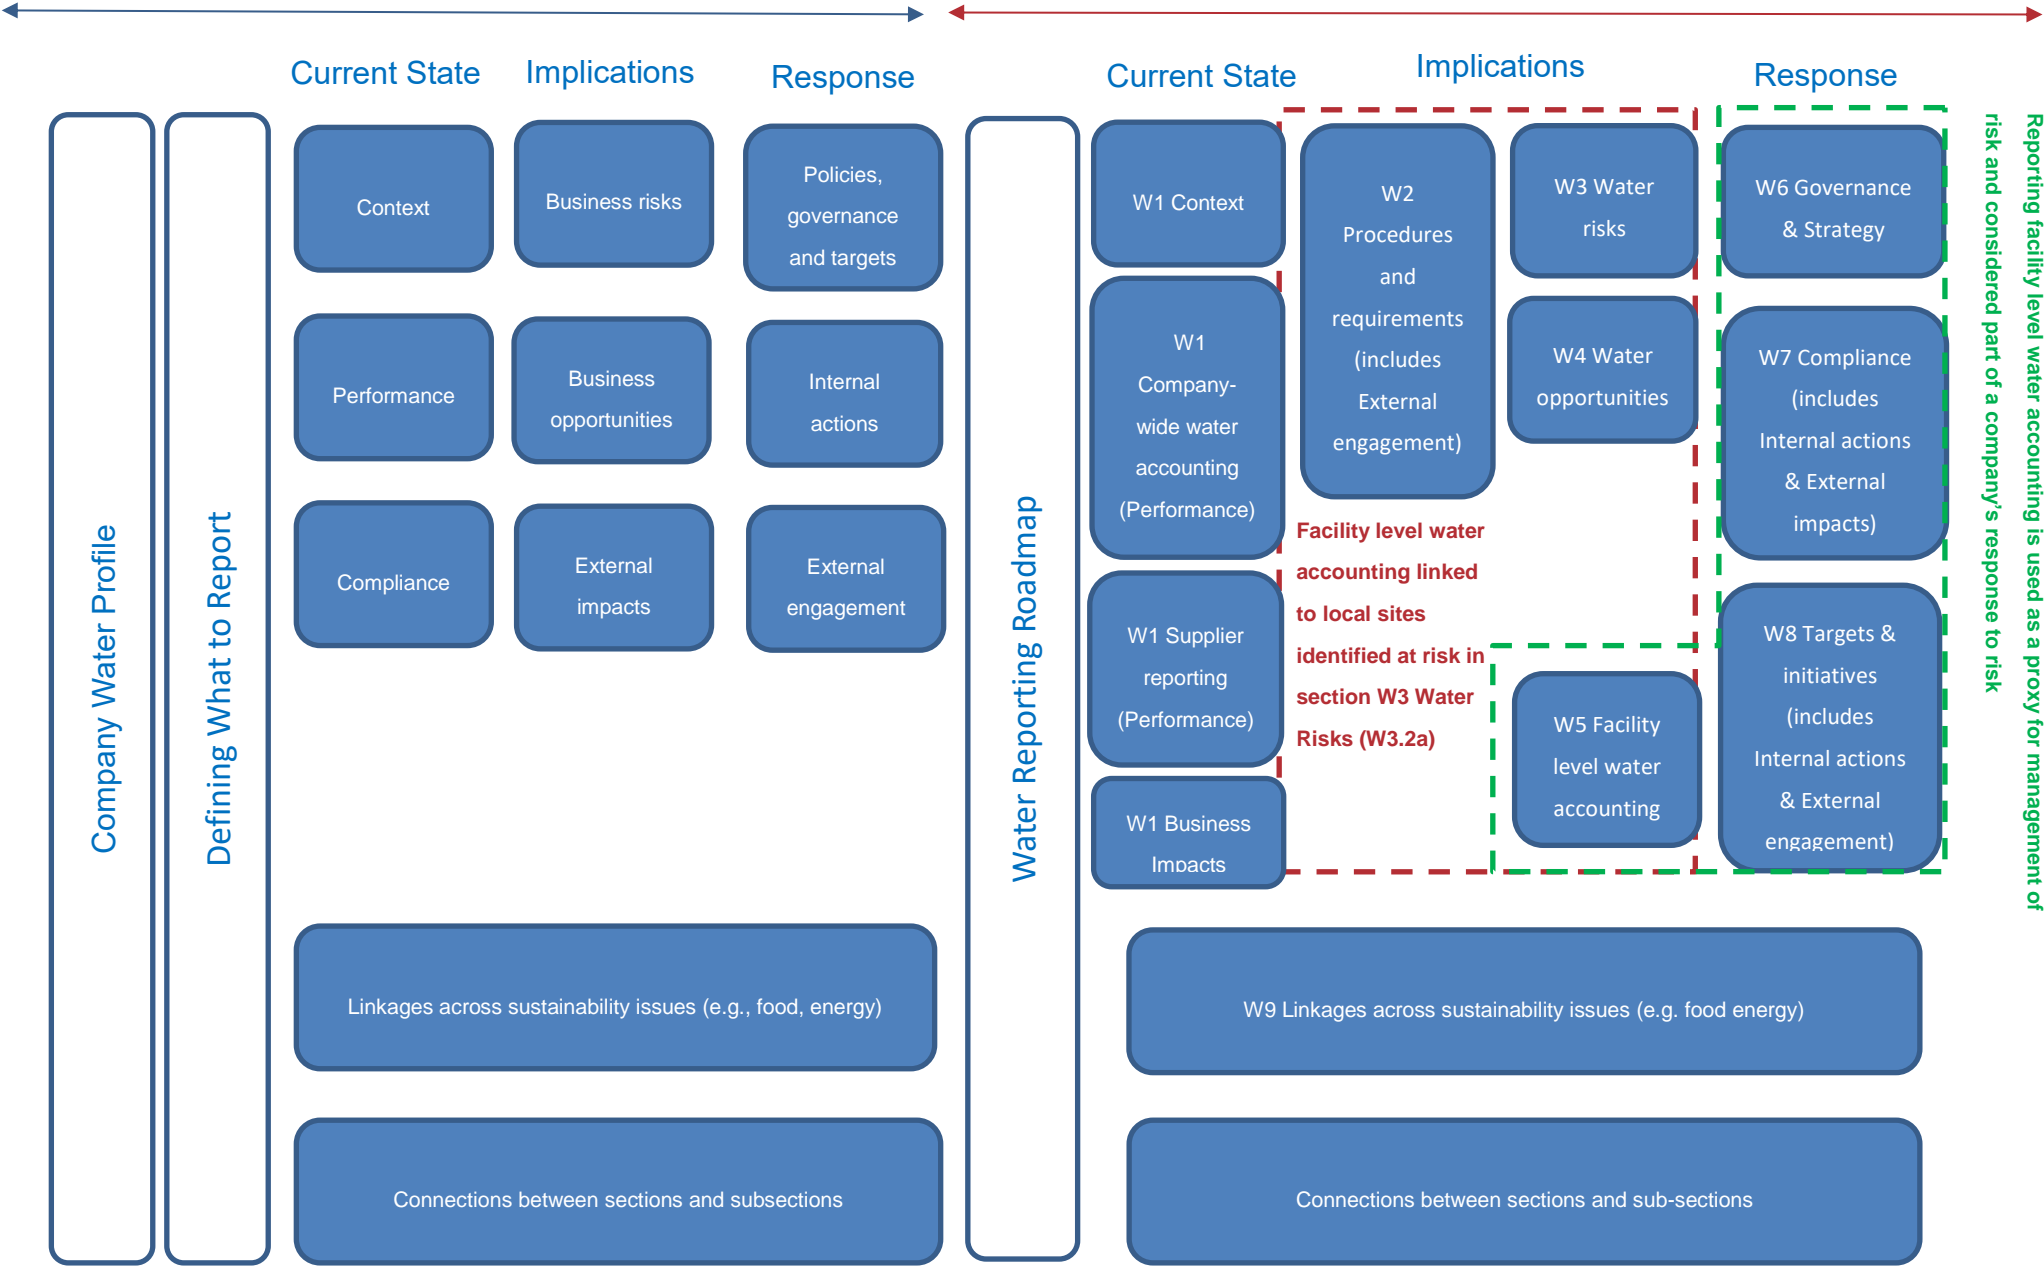 Current State
Implications
Response
Company Water Profile
Defining What to Report
Context
Business risks
Policies,
governance
and targets
Performance
Business
opportunities
Internal
actions
Compliance
External
impacts
External
engagement
Linkages across sustainability issues (e.g., food, energy)
Connections between sections and subsections
Water Reporting Roadmap
Current State
Implications
Response
W1 Context
W1
Company-
wide water
accounting
(Performance)
W1 Supplier
reporting
(Performance)
W1 Business
Impacts
W2
Procedures
and
requirements
(includes
External
engagement)
Facility level water
accounting linked
to local sites
identified at risk in
section W3 Water
Risks (W3.2a)
W3 Water
risks
W4 Water
opportunities
W5 Facility
level water
accounting
W6 Governance
& Strategy
W7 Compliance
(includes
Internal actions
& External
impacts)
W8 Targets &
initiatives
(includes
Internal actions
& External
engagement)
Reporting facility level water accounting is used as a proxy for management of
risk and considered part of a company’s response to risk
W9 Linkages across sustainability issues (e.g. food energy)
Connections between sections and sub-sections